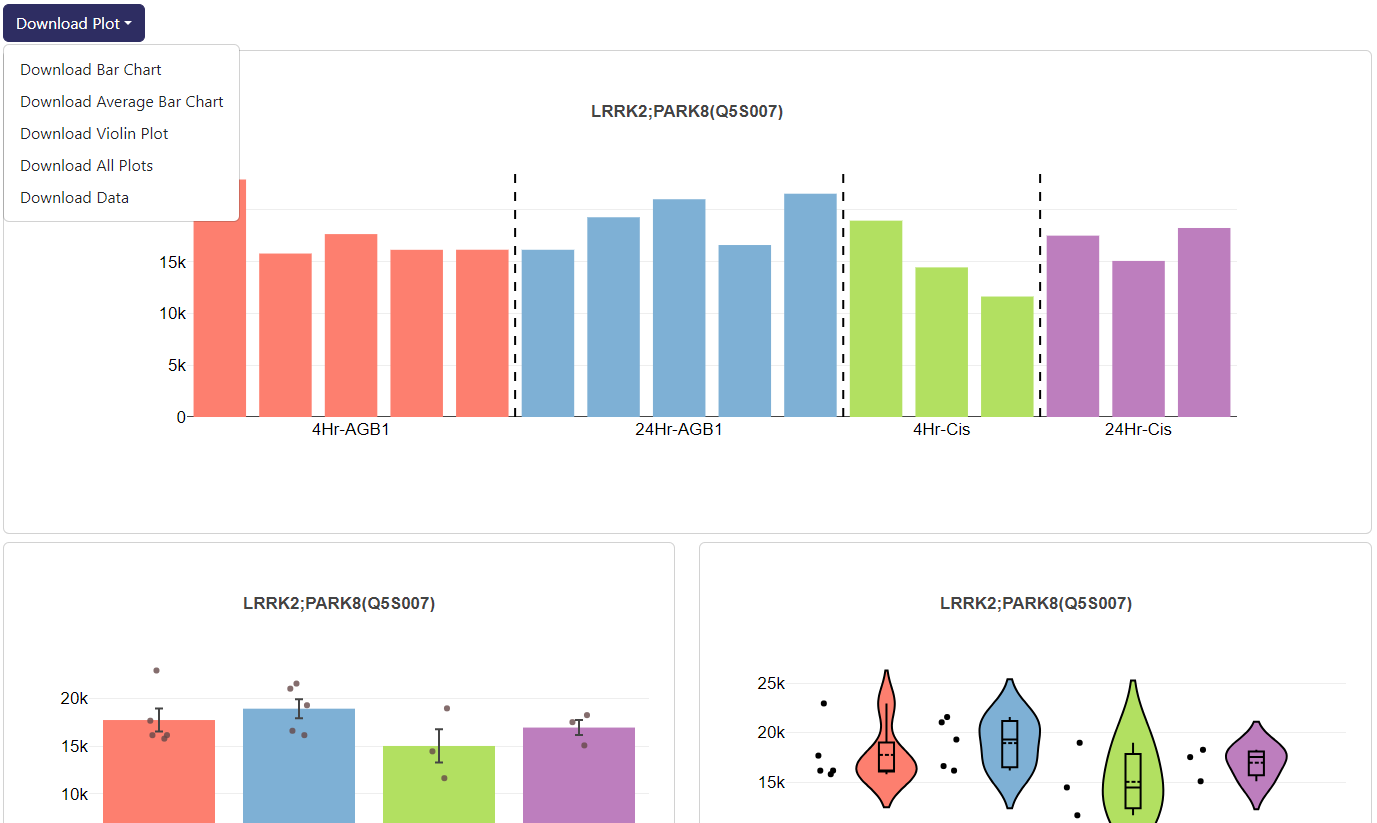 Download Plot
Download Bar Chart
Download Average Bar Chart
Download Violin Plot
Download All Plots
Download Data
LRRK2;PARK8(Q5S007)
15k
10k
5k
0
4Hr-AGB1 24Hr-AGB1 4Hr-Cis 24Hr-Cis
LRRK2;PARK8(Q5S007)
20k
15k
10k
LRRK2;PARK8(Q5S007)
25k
20k
15k